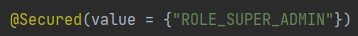 @Secured(value = {"ROLE_SUPER_ADMIN"})